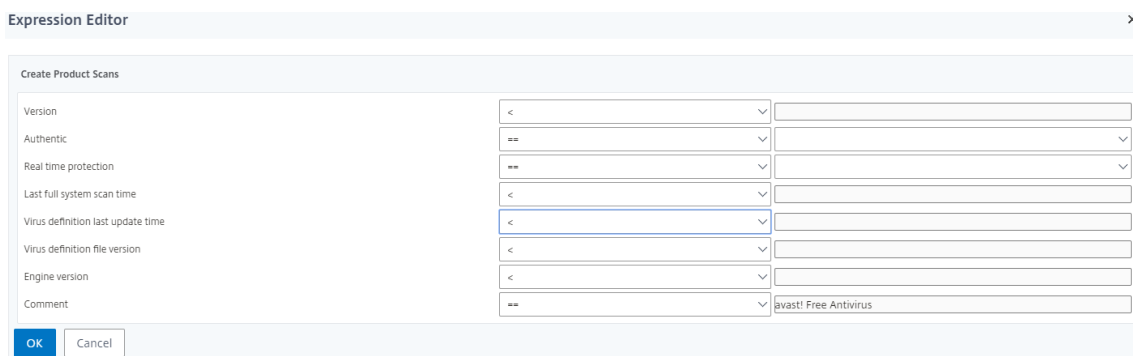 Expression Editor
Create Product Scans
Version <
Authentic ==
Real time protection ==
Last full system scan time <
Virus definition last update time <
Virus definition file version <
Engine version <
Comment == avast! Free Antivirus
OK Cancel